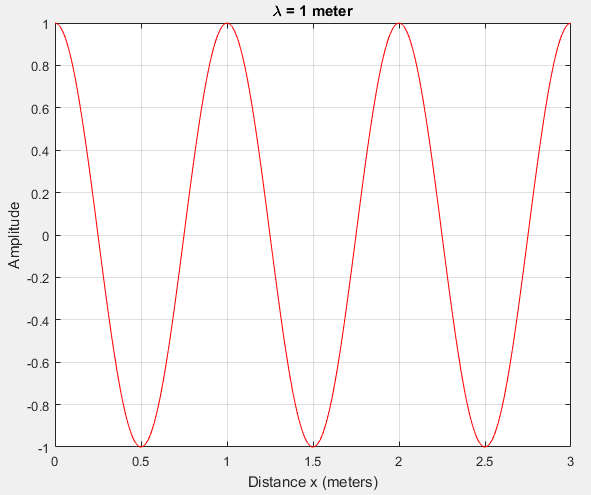 λ = 1 meter
1
0.8
0.6
0.4
0.2
0
-0.2
-0.4
-0.6
-0.8
-1
Amplitude
0 0.5 1 1.5 2 2.5 3
Distance x (meters)